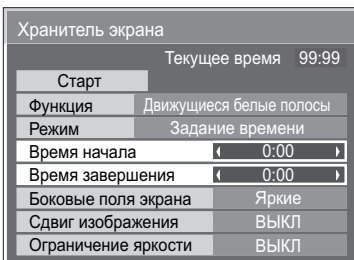 Хранитель экрана
Текущее время 99:99
Старт
Функция Движущиеся белые полосы
Режим Задание времени
Время начала 0:00
Время завершения 0:00
Боковые поля экрана Яркие
Сдвиг изображения ВЫКЛ
Ограничение яркости ВЫКЛ